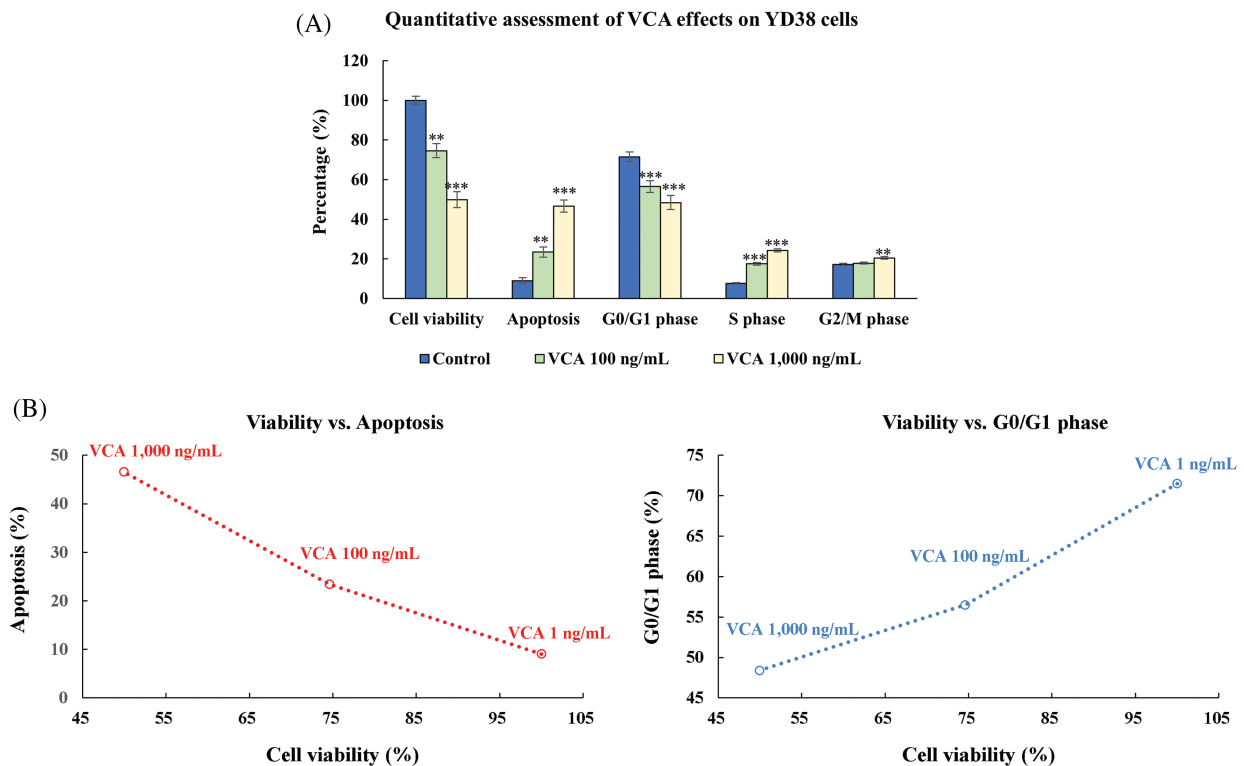 (A)
Quantitative assessment of VCA effects on YD38 cells
Percentage (%)
120
100
80
60
40
20
0
**
***
**
***
***
***
***
***
**
Cell viability
Apoptosis
G0/G1 phase
S phase
G2/M phase
Control
VCA 100 ng/mL
VCA 1,000 ng/mL
(B)
Viability vs. Apoptosis
Apoptosis (%)
50
40
30
20
10
0
VCA 1,000 ng/mL
VCA 100 ng/mL
VCA 1 ng/mL
45 55 65 75 85 95 105
Cell viability (%)
Viability vs. G0/G1 phase
G0/G1 phase (%)
75
70
65
60
55
50
45
VCA 1 ng/mL
VCA 100 ng/mL
VCA 1,000 ng/mL
45 55 65 75 85 95 105
Cell viability (%)